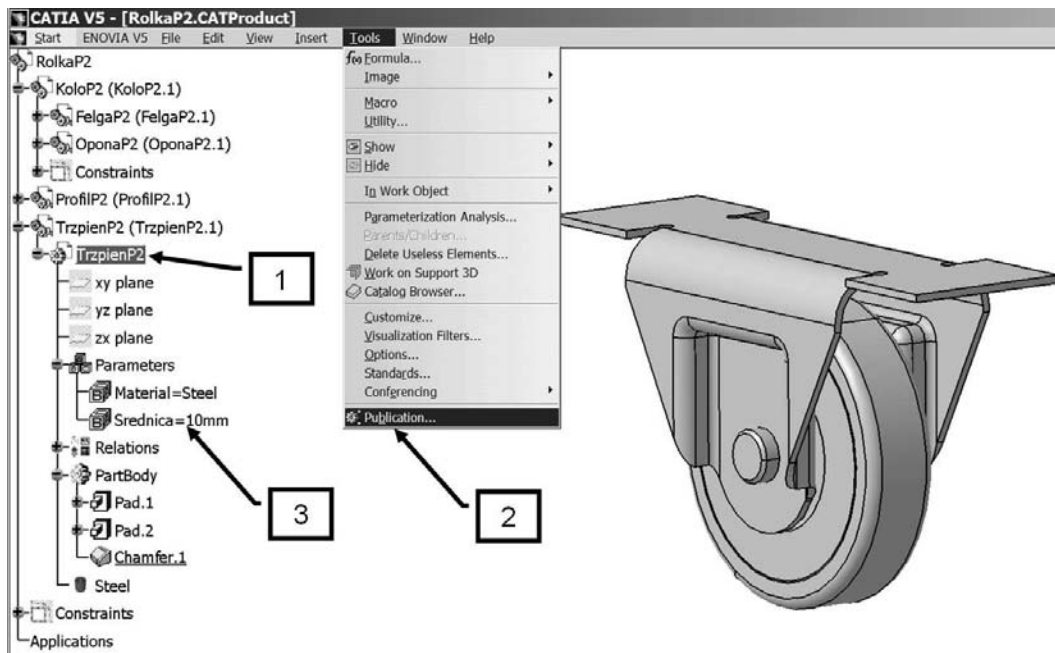 CATIA V5 - [RolkaP2.CATProduct]
Start ENOVIA V5 File Edit View Insert Tools Window Help
RolkaP2
KoloP2 (KoloP2.1)
FelgaP2 (FelgaP2.1)
OponaP2 (OponaP2.1)
Constraints
ProfilP2 (ProfilP2.1)
TrzpienP2 (TrzpienP2.1)
TrzpienP2
xy plane
yz plane
zx plane
Parameters
Material=Steel
Srednica=10mm
Relations
PartBody
Pad.1
Pad.2
Chamfer.1
Steel
Constraints
Applications
Formula...
Image
Macro
Utility...
Show
Hide
In Work Object
Parameterization Analysis...
Parents/Children...
Delete Useless Elements...
Work on Support 3D
Catalog Browser...
Customize...
Visualization Filters...
Options...
Standards...
Conferencing
Publication...
1
2
3